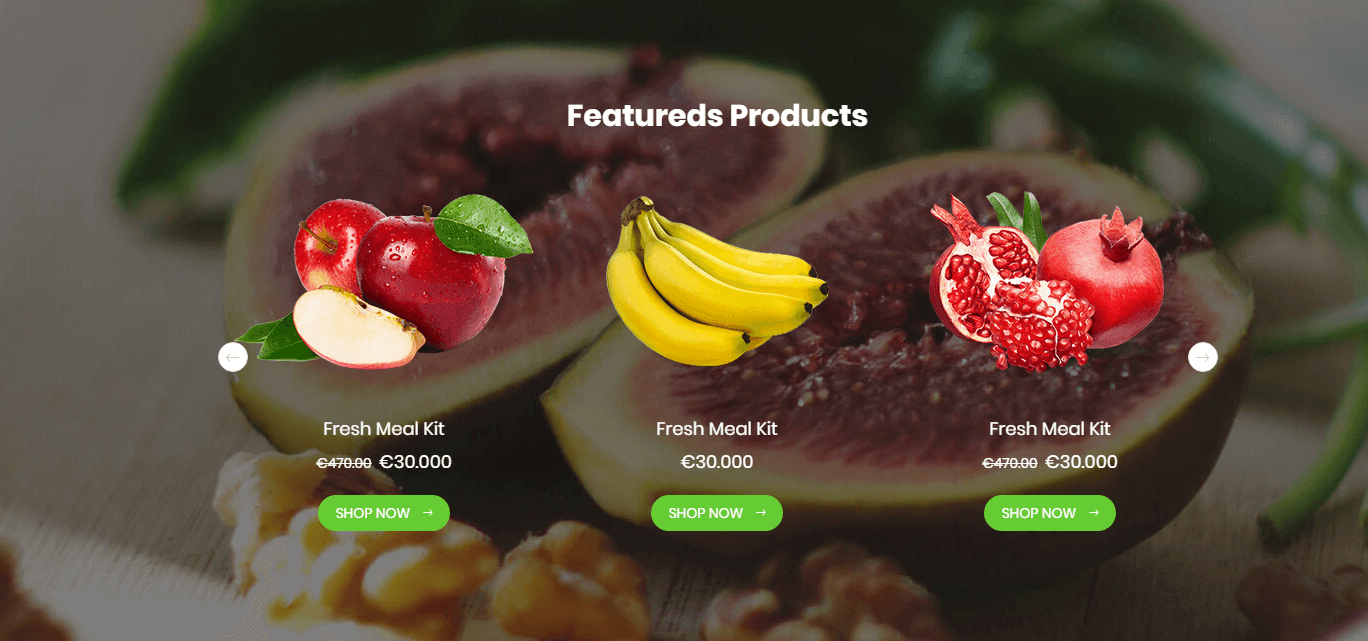 Featureds Products
Fresh Meal Kit
€470.00 €30.000
SHOP NOW →
Fresh Meal Kit
€30.000
SHOP NOW →
Fresh Meal Kit
€470.00 €30.000
SHOP NOW →